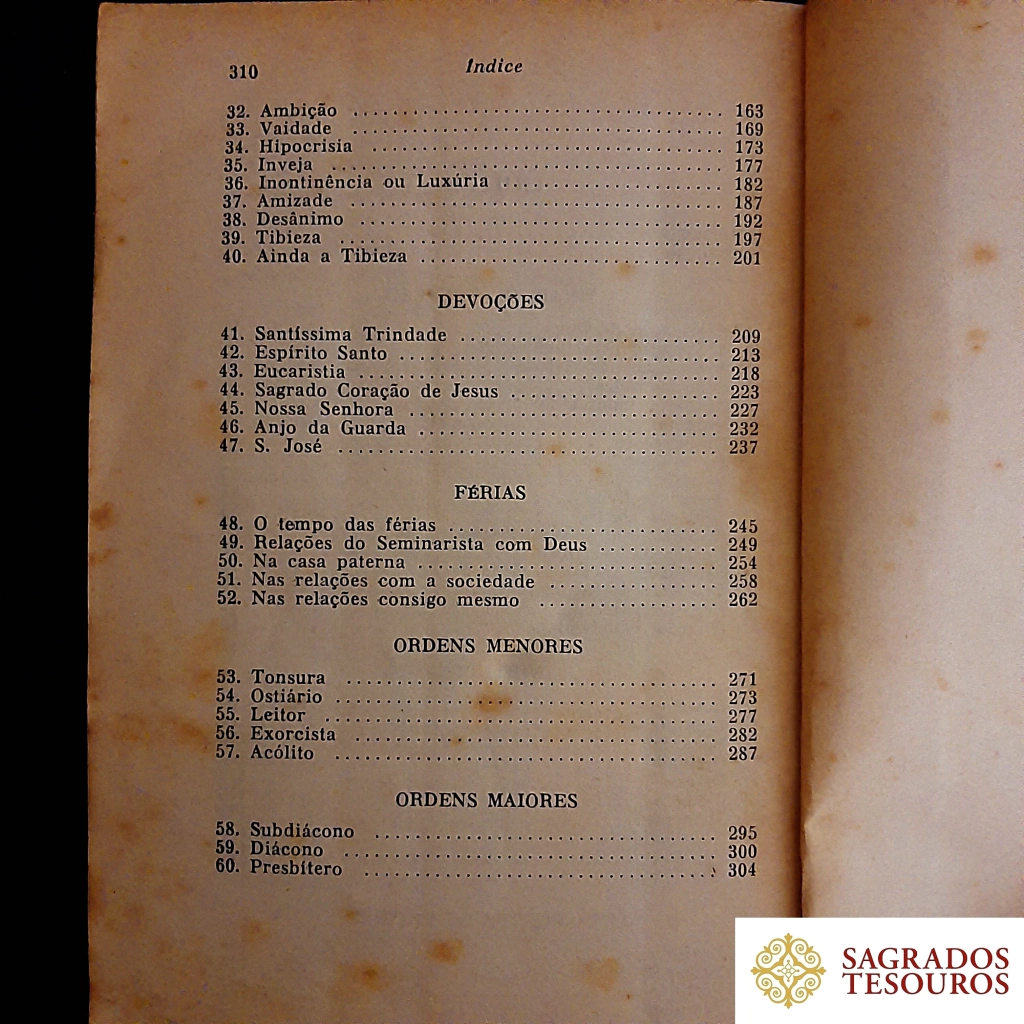 310 Índice
32. Ambição ........................................ 163
33. Vaidade ........................................ 169
34. Hipocrisia ..................................... 173
35. Inveja ......................................... 177
36. Inontinência ou Luxúria ........................ 182
37. Amizade ........................................ 187
38. Desânimo ....................................... 192
39. Tibieza ........................................ 197
40. Ainda a Tibieza ................................ 201
DEVOÇÕES
41. Santíssima Trindade ............................ 209
42. Espírito Santo ................................. 213
43. Eucaristia ..................................... 218
44. Sagrado Coração de Jesus ....................... 223
45. Nossa Senhora .................................. 227
46. Anjo da Guarda ................................. 232
47. S. José ........................................ 237
FÉRIAS
48. O tempo das férias ............................. 245
49. Relações do Seminarista com Deus ............... 249
50. Na casa paterna ................................ 254
51. Nas relações com a sociedade ................... 258
52. Nas relações consigo mesmo ..................... 262
ORDENS MENORES
53. Tonsura ........................................ 271
54. Ostiário ....................................... 273
55. Leitor ......................................... 277
56. Exorcista ...................................... 282
57. Acólito ........................................ 287
ORDENS MAIORES
58. Subdiácono ..................................... 295
59. Diácono ........................................ 300
60. Presbítero ..................................... 304
SAGRADOS
TESOUROS